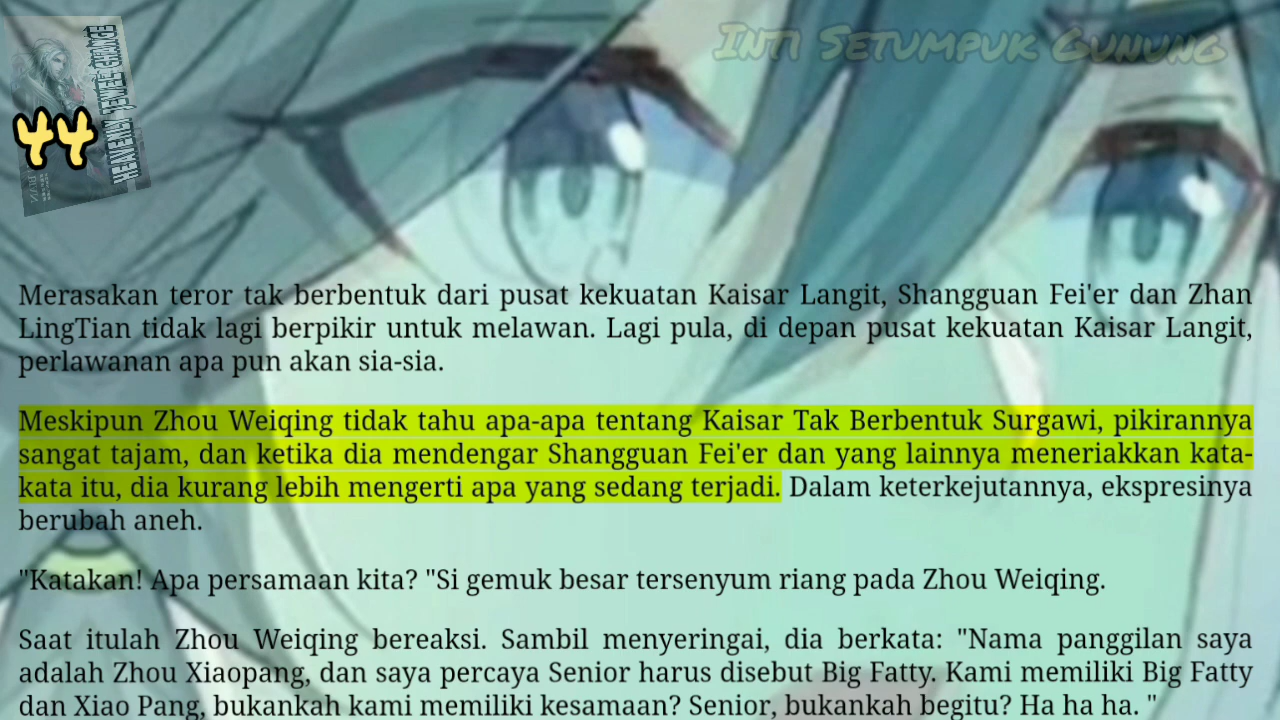 Inti Setumpuk Gunung
HEAVENLY JEWEL CHANGE
44
Merasakan teror tak berbentuk dari pusat kekuatan Kaisar Langit, Shangguan Fei'er dan Zhan
LingTian tidak lagi berpikir untuk melawan. Lagi pula, di depan pusat kekuatan Kaisar Langit,
perlawanan apa pun akan sia-sia.
Meskipun Zhou Weiqing tidak tahu apa-apa tentang Kaisar Tak Berbentuk Surgawi, pikirannya
sangat tajam, dan ketika dia mendengar Shangguan Fei'er dan yang lainnya meneriakkan kata-
kata itu, dia kurang lebih mengerti apa yang sedang terjadi. Dalam keterkejutannya, ekspresinya
berubah aneh.
"Katakan! Apa persamaan kita? "Si gemuk besar tersenyum riang pada Zhou Weiqing.
Saat itulah Zhou Weiqing bereaksi. Sambil menyeringai, dia berkata: "Nama panggilan saya
adalah Zhou Xiaopang, dan saya percaya Senior harus disebut Big Fatty. Kami memiliki Big Fatty
dan Xiao Pang, bukankah kami memiliki kesamaan? Senior, bukankah begitu? Ha ha ha. "